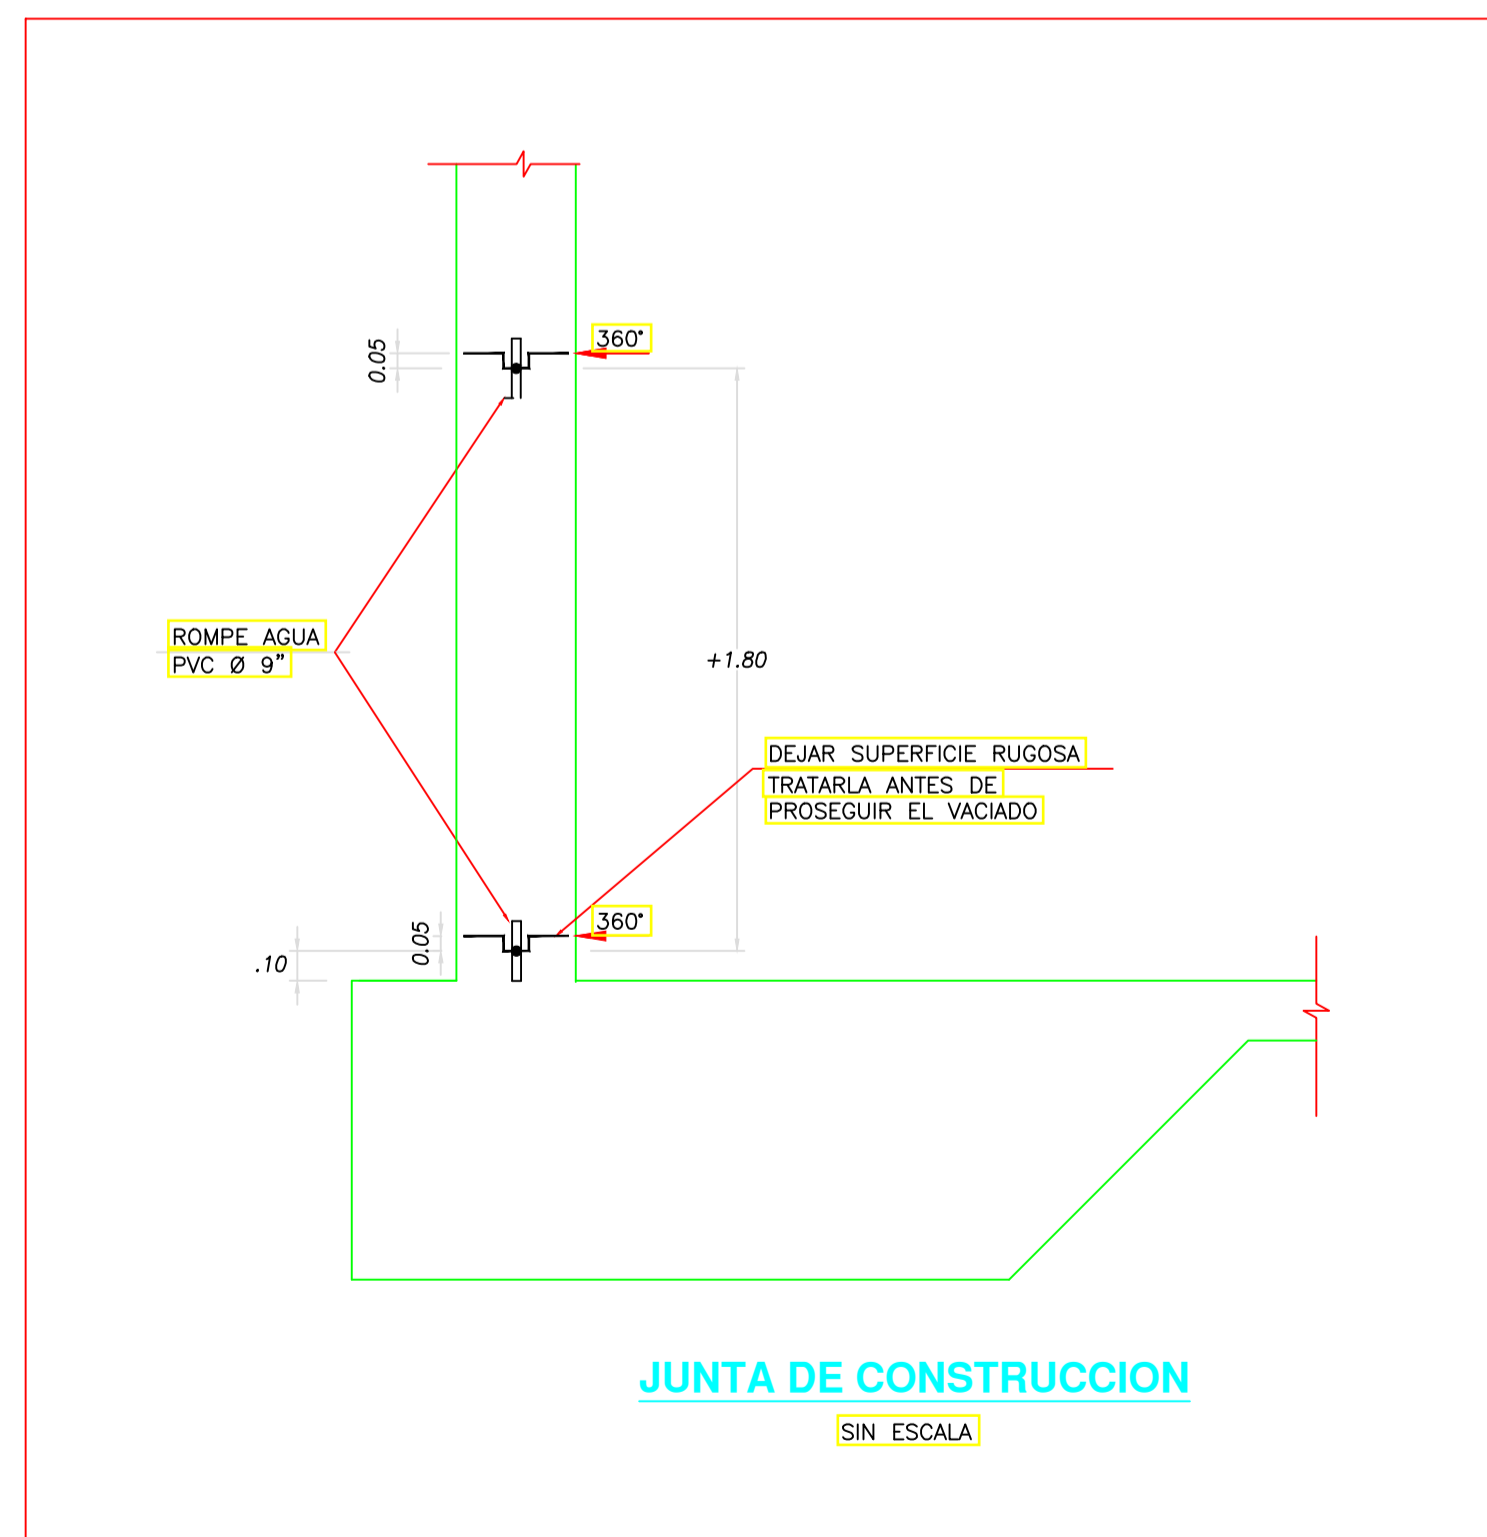 360°
0.05
ROMPE AGUA
PVC Ø 9”
+1.80
DEJAR SUPERFICIE RUGOSA
TRATARLA ANTES DE
PROSEGUIR EL VACIADO
360°
0.05
.10
JUNTA DE CONSTRUCCION
SIN ESCALA